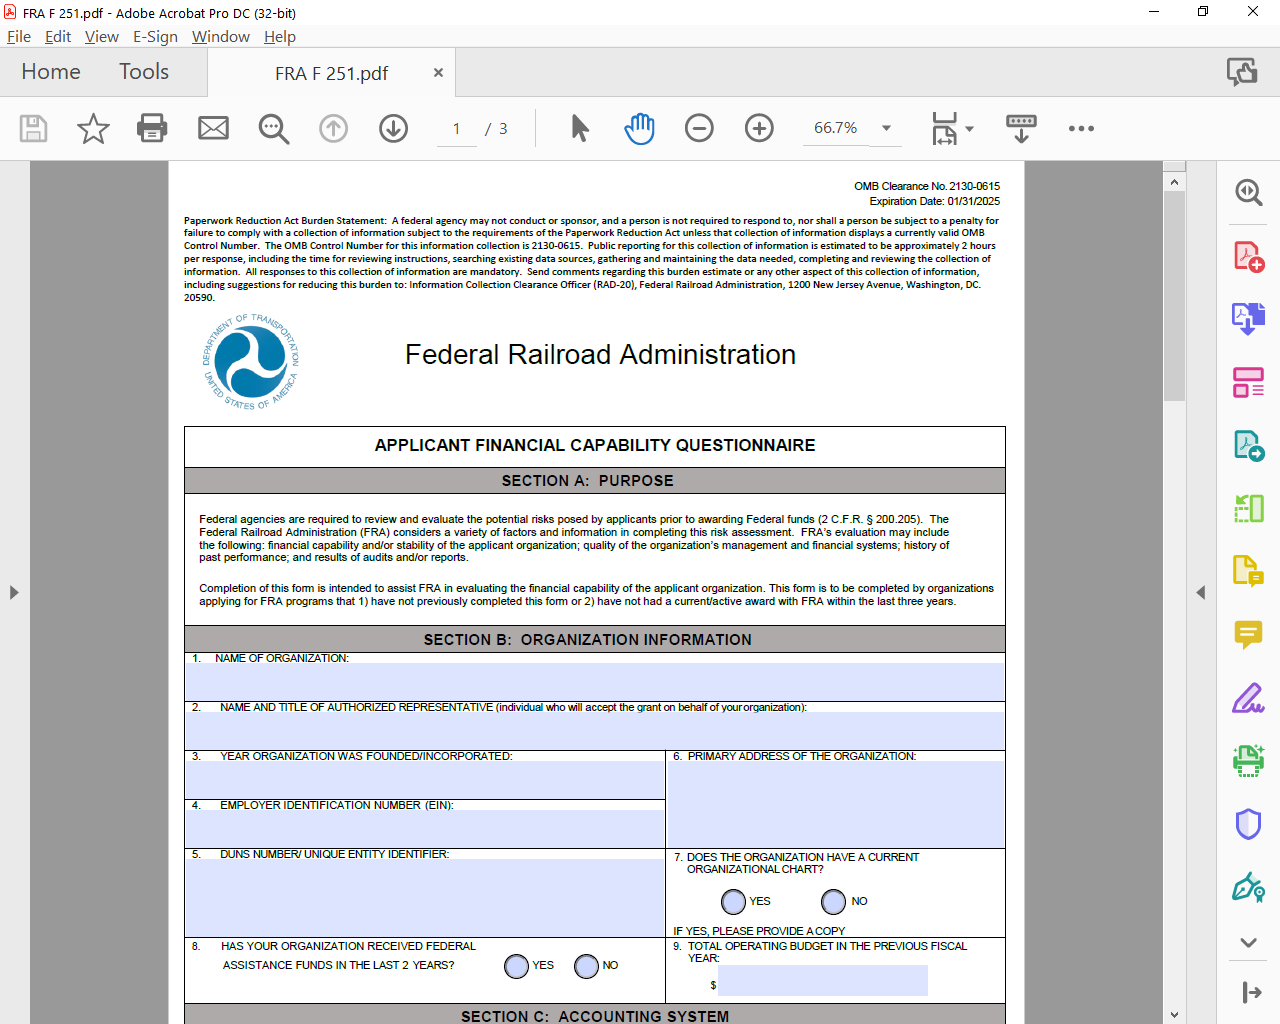 FRA F 251.pdf - Adobe Acrobat Pro DC (32-bit)
File Edit View E-Sign Window Help
Home Tools FRA F 251.pdf ×
1 / 3 66.7%
OMB Clearance No. 2130-0615
Expiration Date: 01/31/2025
Paperwork Reduction Act Burden Statement: A federal agency may not conduct or sponsor, and a person is not required to respond to, nor shall a person be subject to a penalty for
failure to comply with a collection of information subject to the requirements of the Paperwork Reduction Act unless that collection of information displays a currently valid OMB
Control Number. The OMB Control Number for this information collection is 2130-0615. Public reporting for this collection of information is estimated to be approximately 2 hours
per response, including the time for reviewing instructions, searching existing data sources, gathering and maintaining the data needed, completing and reviewing the collection of
information. All responses to this collection of information are mandatory. Send comments regarding this burden estimate or any other aspect of this collection of information,
including suggestions for reducing this burden to: Information Collection Clearance Officer (RAD-20), Federal Railroad Administration, 1200 New Jersey Avenue, Washington, DC.
20590.
DEPARTMENT OF TRANSPORTATION
UNITED STATES OF AMERICA
Federal Railroad Administration
APPLICANT FINANCIAL CAPABILITY QUESTIONNAIRE
SECTION A: PURPOSE
Federal agencies are required to review and evaluate the potential risks posed by applicants prior to awarding Federal funds (2 C.F.R. § 200.205). The
Federal Railroad Administration (FRA) considers a variety of factors and information in completing this risk assessment. FRA's evaluation may include
the following: financial capability and/or stability of the applicant organization; quality of the organization's management and financial systems; history of
past performance; and results of audits and/or reports.
Completion of this form is intended to assist FRA in evaluating the financial capability of the applicant organization. This form is to be completed by organizations
applying for FRA programs that 1) have not previously completed this form or 2) have not had a current/active award with FRA within the last three years.
SECTION B: ORGANIZATION INFORMATION
1. NAME OF ORGANIZATION:
2. NAME AND TITLE OF AUTHORIZED REPRESENTATIVE (individual who will accept the grant on behalf of your organization):
3. YEAR ORGANIZATION WAS FOUNDED/INCORPORATED:
4. EMPLOYER IDENTIFICATION NUMBER (EIN):
5. DUNS NUMBER/ UNIQUE ENTITY IDENTIFIER:
6. PRIMARY ADDRESS OF THE ORGANIZATION:
7. DOES THE ORGANIZATION HAVE A CURRENT
ORGANIZATIONAL CHART?
YES NO
IF YES, PLEASE PROVIDE A COPY
8. HAS YOUR ORGANIZATION RECEIVED FEDERAL
ASSISTANCE FUNDS IN THE LAST 2 YEARS? YES NO
9. TOTAL OPERATING BUDGET IN THE PREVIOUS FISCAL
YEAR:
$
SECTION C: ACCOUNTING SYSTEM